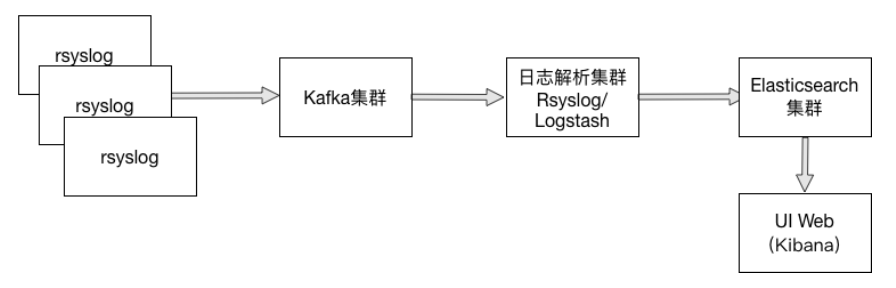 rsyslog
rsyslog
rsyslog
Kafka集群
日志解析集群
Rsyslog/
Logstash
Elasticsearch
集群
UI Web
（Kibana）